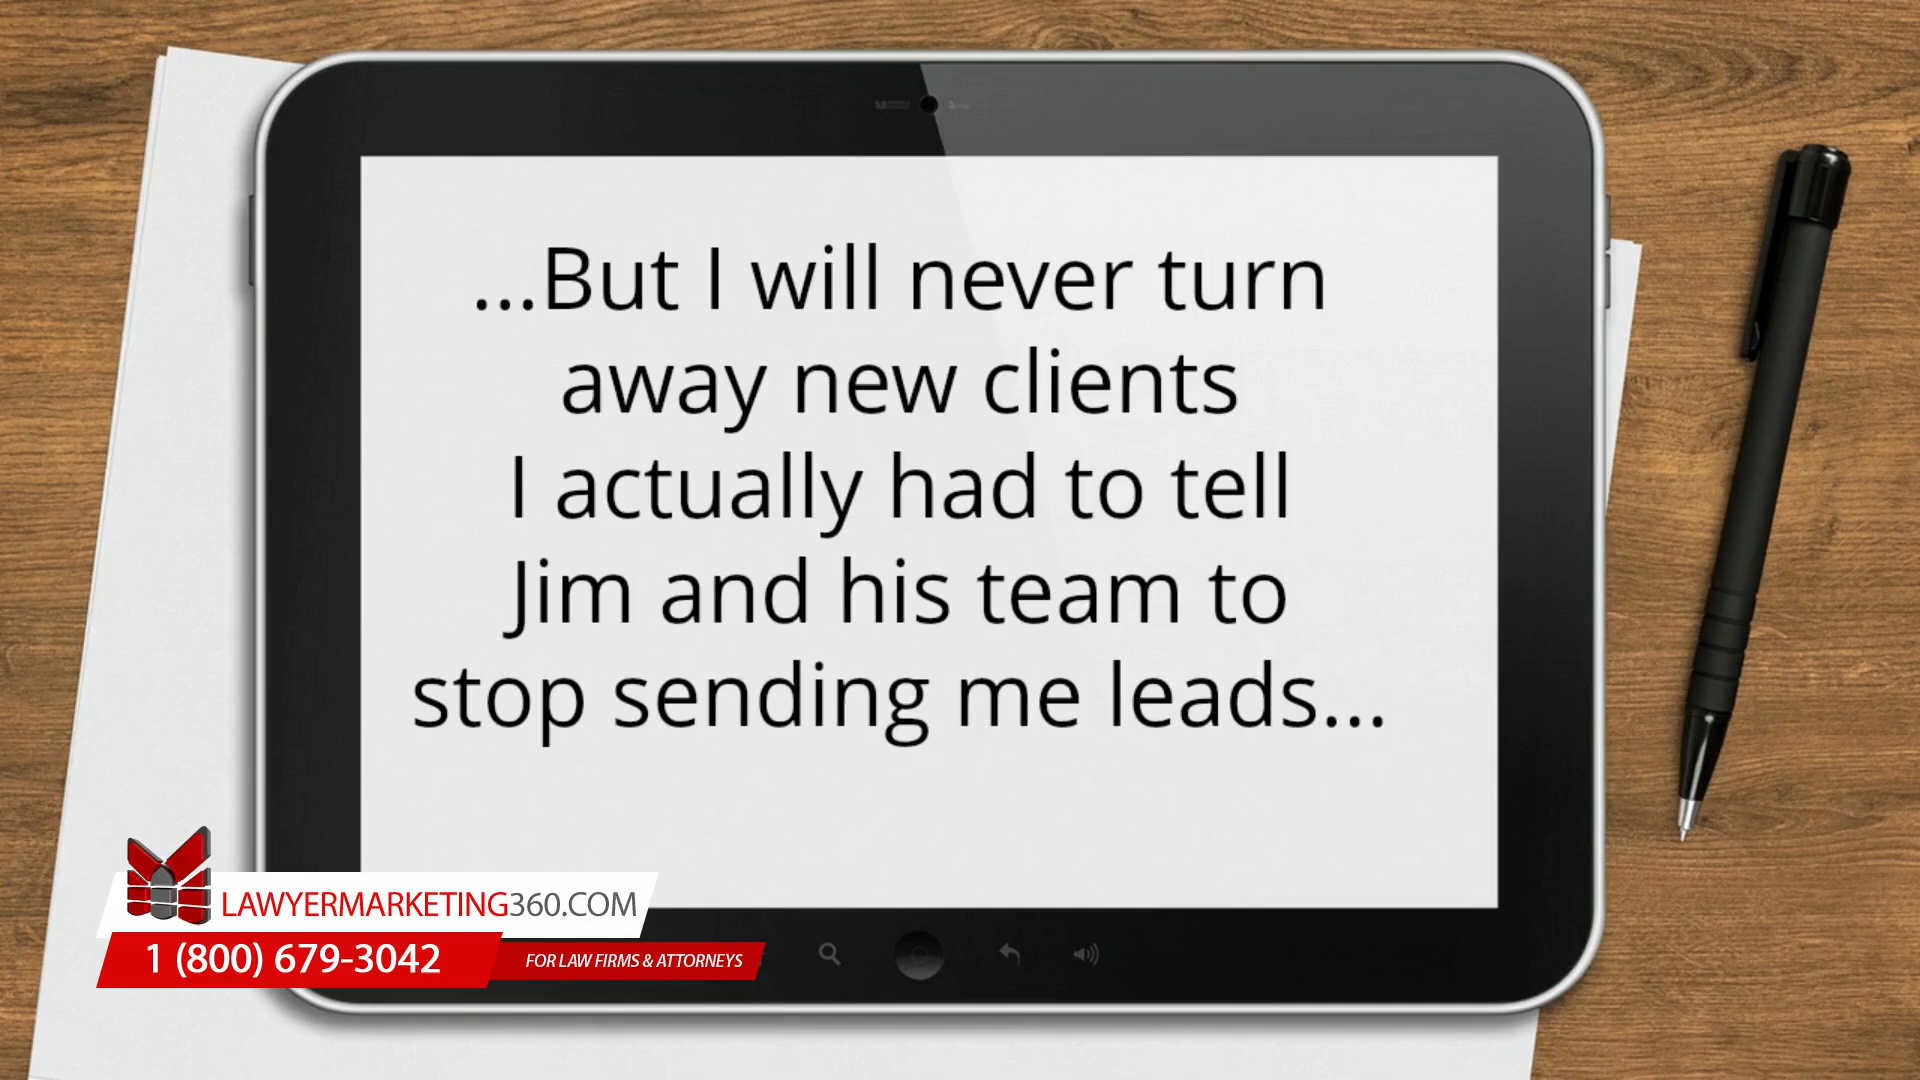 ...But I will never turn
away new clients
I actually had to tell
Jim and his team to
stop sending me leads...
LAWYERMARKETING360.COM
1 (800) 679-3042
FOR LAW FIRMS & ATTORNEYS